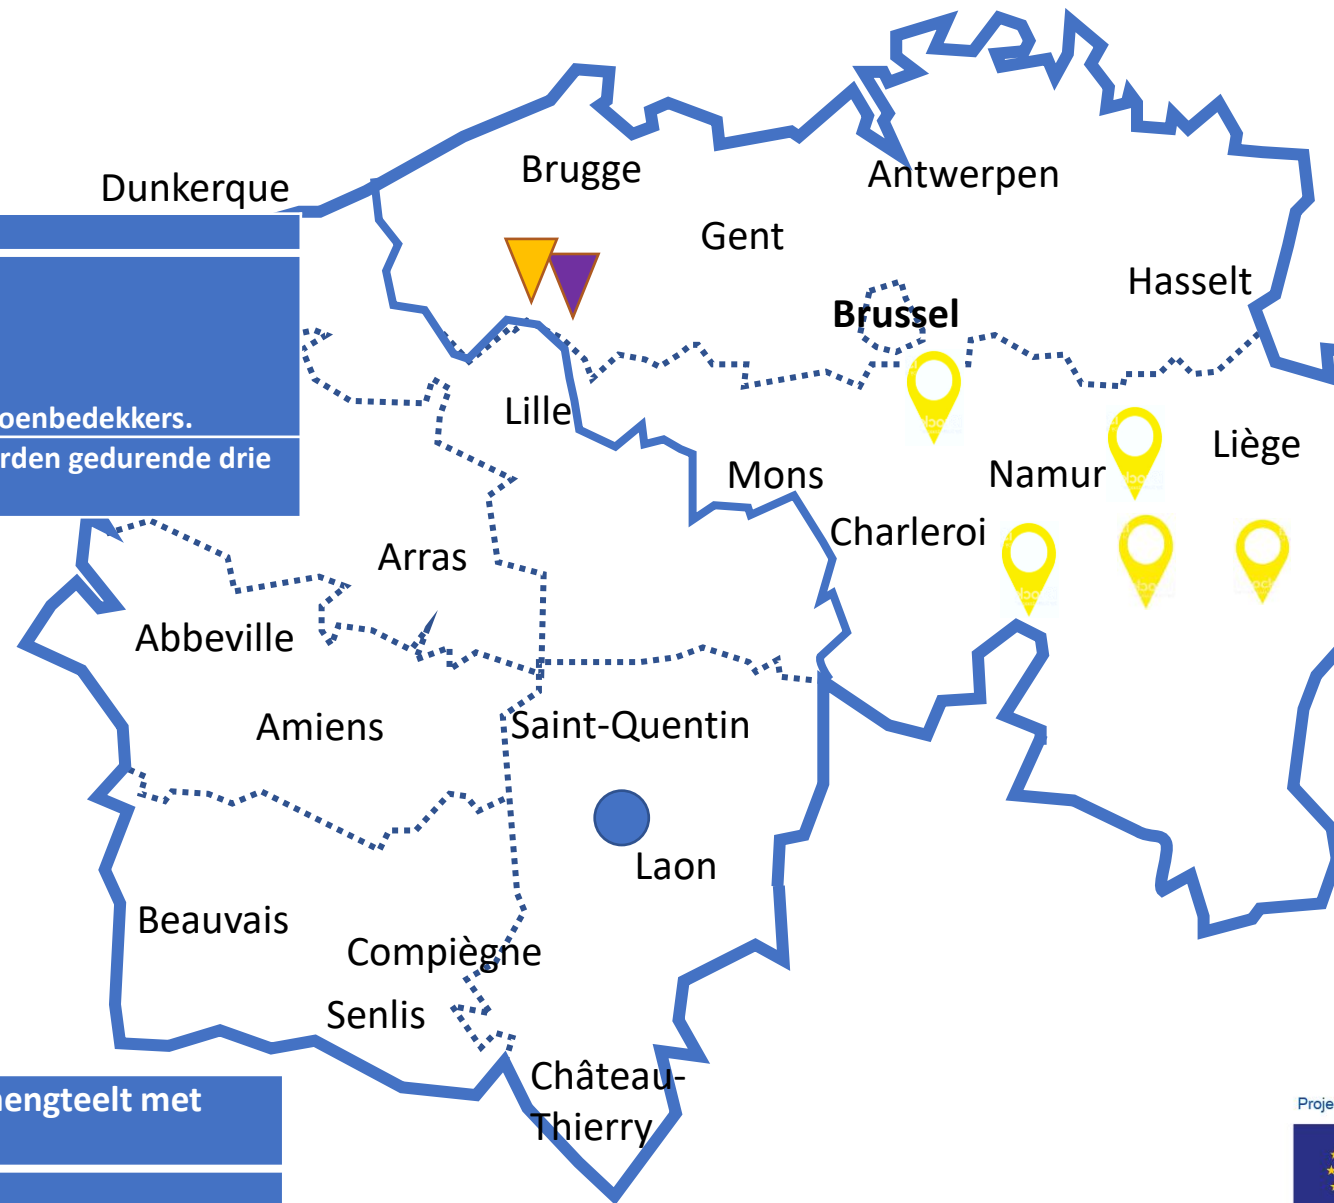 Brugge
Antwerpen
Dunkerque
Gent
Hasselt
Brussel
oenbedekkers.
Lille
rden gedurende drie
Liège
Mons
Namur
Charleroi
Arras
Abbeville
Amiens
Saint-Quentin
Laon
Beauvais
Compiègne
Senlis
Château-
Thierry
engteelt met
Proje